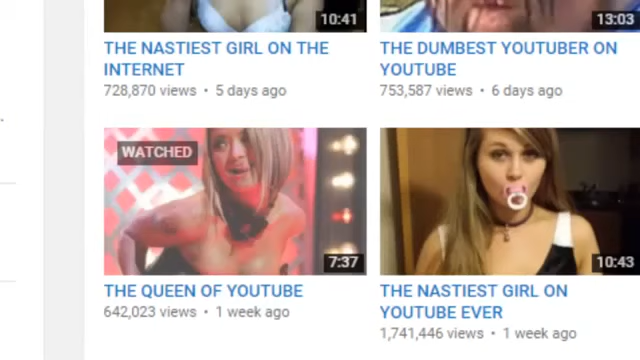 10:41
13:03
THE NASTIEST GIRL ON THE
INTERNET
728,870 views • 5 days ago
THE DUMBEST YOUTUBER ON
YOUTUBE
753,587 views • 6 days ago
WATCHED
7:37
10:43
THE QUEEN OF YOUTUBE
642,023 views • 1 week ago
THE NASTIEST GIRL ON
YOUTUBE EVER
1,741,446 views • 1 week ago